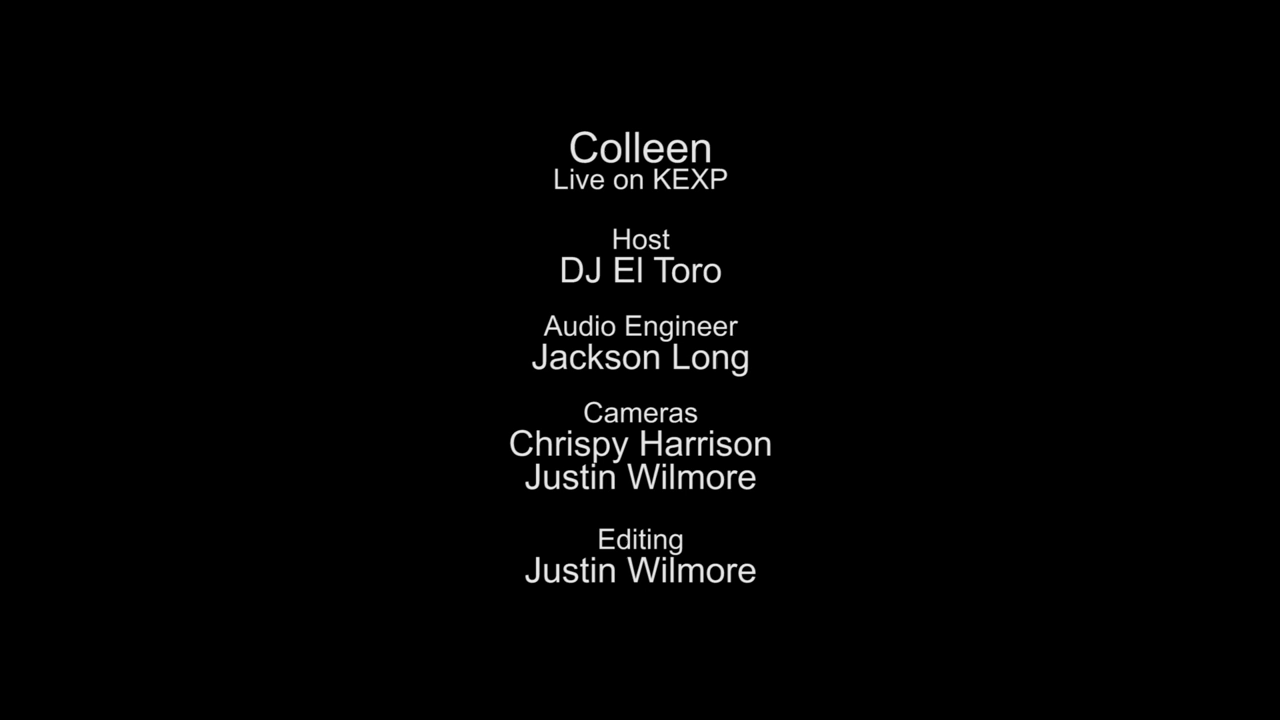 Colleen
Live on KEXP
Host
DJ El Toro
Audio Engineer
Jackson Long
Cameras
Chrispy Harrison
Justin Wilmore
Editing
Justin Wilmore